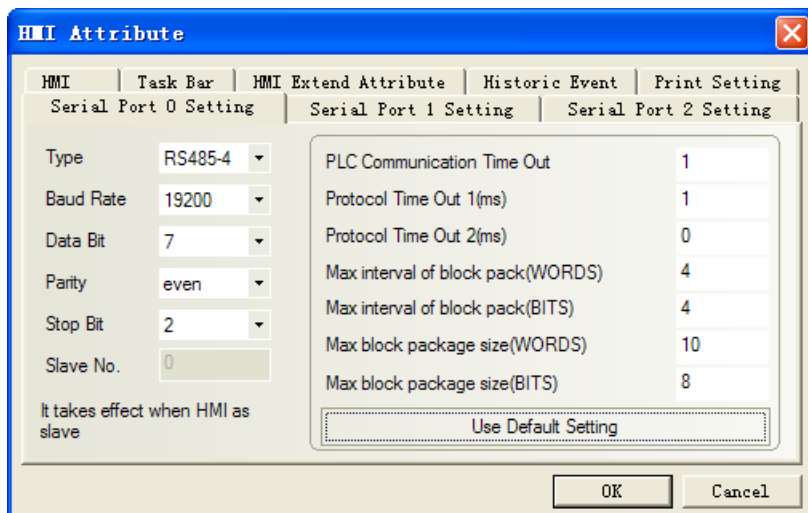 HMI Attribute
HMI
Task Bar
HMI Extend Attribute
Historic Event
Print Setting
Serial Port 0 Setting
Serial Port 1 Setting
Serial Port 2 Setting
Type RS485-4
Baud Rate 19200
Data Bit 7
Parity even
Stop Bit 2
Slave No. 0
It takes effect when HMI as
slave
PLC Communication Time Out 1
Protocol Time Out 1(ms) 1
Protocol Time Out 2(ms) 0
Max interval of block pack(WORDS) 4
Max interval of block pack(BITS) 4
Max block package size(WORDS) 10
Max block package size(BITS) 8
Use Default Setting
OK
Cancel